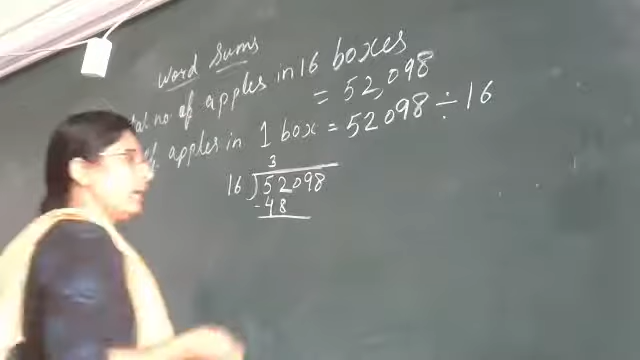 Word Sums
no. of apples in 16 boxes
= 52,098
apples in 1 box = 52098 ÷ 16
3
16 ) 52098
- 48